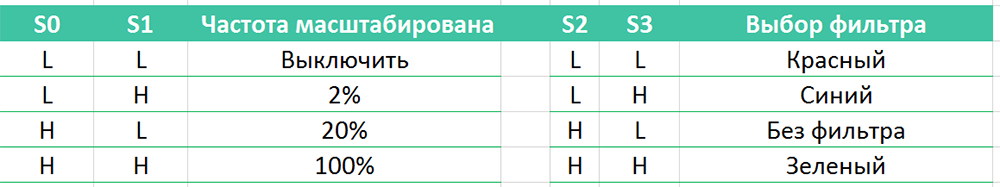 S0 S1 Частота масштабирована S2 S3 Выбор фильтра
L L Выключить L L Красный
L H 2% L H Синий
H L 20% H L Без фильтра
H H 100% H H Зеленый